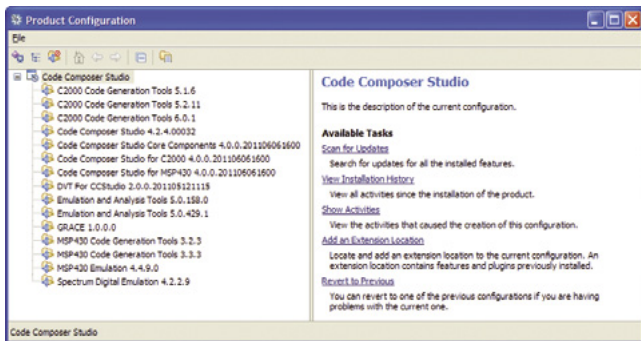 Product Configuration
File
Code Composer Studio
C2000 Code Generation Tools 5.1.6
C2000 Code Generation Tools 5.2.11
C2000 Code Generation Tools 6.0.1
Code Composer Studio 4.2.4.00032
Code Composer Studio Core Components 4.0.0.201106061600
Code Composer Studio for C2000 4.0.0.201106061600
Code Composer Studio for MSP430 4.0.0.201106061600
DVT For CCStudio 2.0.0.201105121115
Emulation and Analysis Tools 5.0.158.0
Emulation and Analysis Tools 5.0.429.1
GRACE 1.0.0.0
MSP430 Code Generation Tools 3.2.3
MSP430 Code Generation Tools 3.3.3
MSP430 Emulation 4.4.9.0
Spectrum Digital Emulation 4.2.2.9
Code Composer Studio
This is the description of the current configuration.
Available Tasks
Scan for Updates
Search for updates for all the installed features.
View Installation History
View all activities since the installation of the product.
Show Activities
View the activities that caused the creation of this configuration.
Add an Extension Location
Locate and add an extension location to the current configuration. An
extension location contains features and plugins previously installed.
Revert to Previous
You can revert to one of the previous configurations if you are having
problems with the current one.
Code Composer Studio